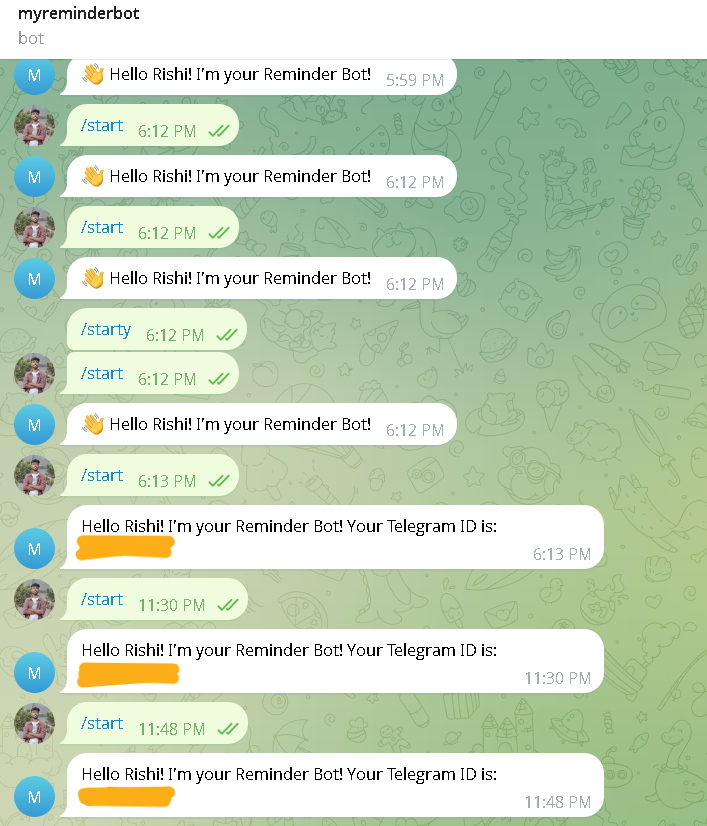 myreminderbot
bot
M
👋 Hello Rishi! I’m your Reminder Bot! 5:59 PM
/start 6:12 PM
M
👋 Hello Rishi! I’m your Reminder Bot! 6:12 PM
/start 6:12 PM
M
👋 Hello Rishi! I’m your Reminder Bot! 6:12 PM
/starty 6:12 PM
/start 6:12 PM
M
👋 Hello Rishi! I’m your Reminder Bot! 6:12 PM
/start 6:13 PM
Hello Rishi! I’m your Reminder Bot! Your Telegram ID is:
M
6:13 PM
/start 11:30 PM
Hello Rishi! I’m your Reminder Bot! Your Telegram ID is:
M
11:30 PM
/start 11:48 PM
Hello Rishi! I’m your Reminder Bot! Your Telegram ID is:
M
11:48 PM